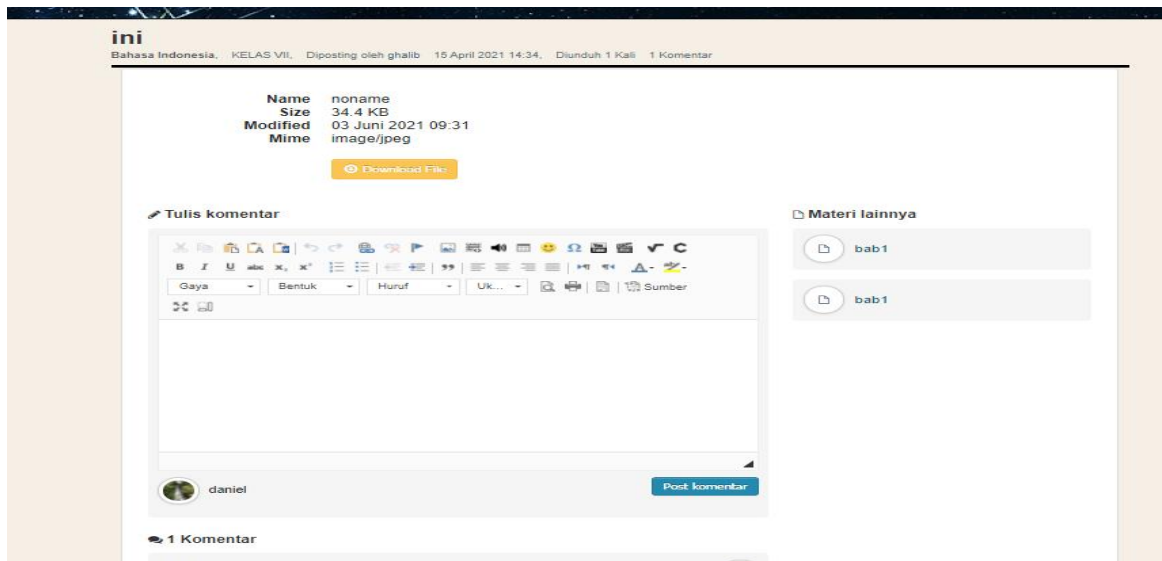 ini
Bahasa Indonesia, KELAS VII, Diposting oleh ghalib 15 April 2021 14:34, Diunduh 1 Kali 1 Komentar
Name noname
Size 34.4 KB
Modified 03 Juni 2021 09:31
Mime image/jpeg
Download File
Tulis komentar
B I U abc x, x²
Gaya Bentuk Huruf Uk... Sumber
daniel
Post komentar
1 Komentar
Materi lainnya
bab1
bab1